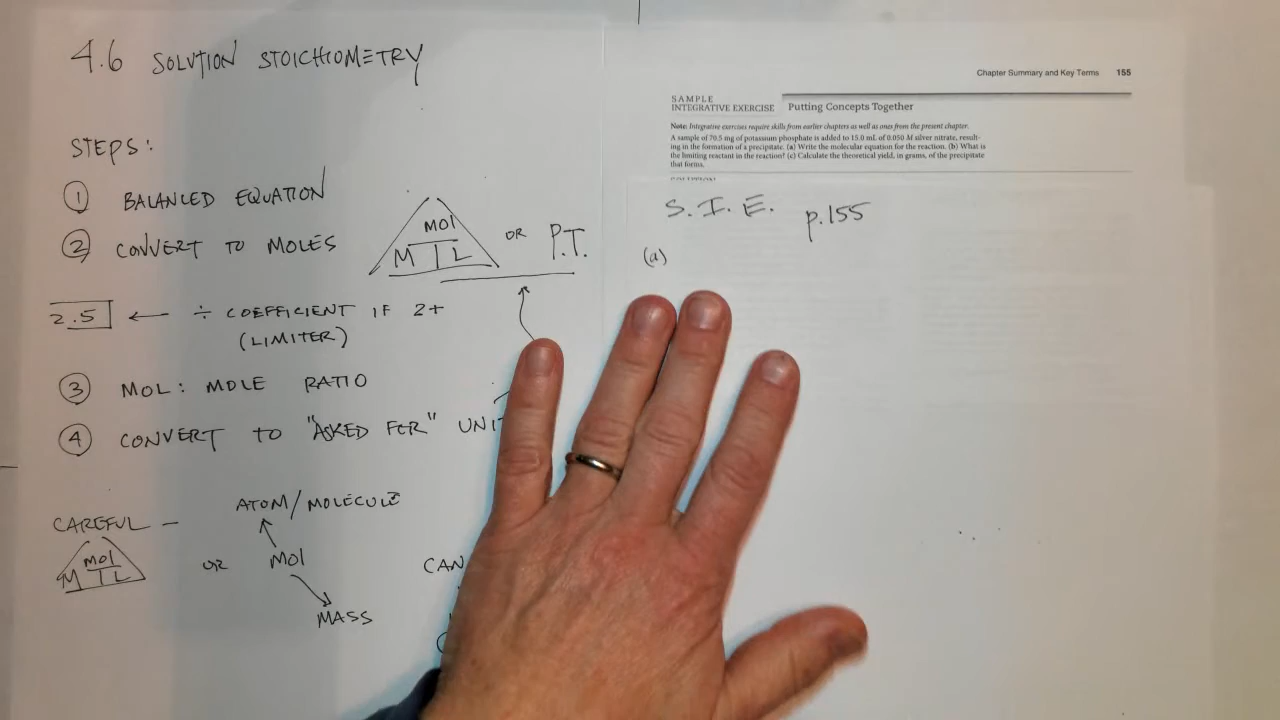 4.6 SOLUTION STOICHIOMETRY
STEPS:
1 BALANCED EQUATION
2 CONVERT TO MOLES
mol
M L
OR P.T.
2.5 ← ÷ COEFFICIENT IF 2+
(LIMITER)
3 MOL: MOLE RATIO
4 CONVERT TO "ASKED FOR" UNIT
CAREFUL —
mol
M L
OR
ATOM/MOLECULE
MOL
MASS
CAN
Chapter Summary and Key Terms 155
SAMPLE
INTEGRATIVE EXERCISE Putting Concepts Together
Note: Integrative exercises require skills from earlier chapters as well as ones from the present chapter.
A sample of 70.5 mg of potassium phosphate is added to 15.0 mL of 0.050 M silver nitrate, result-
ing in the formation of a precipitate. (a) Write the molecular equation for the reaction. (b) What is
the limiting reactant in the reaction? (c) Calculate the theoretical yield, in grams, of the precipitate
that forms.
S.I.E. p.155
(a)